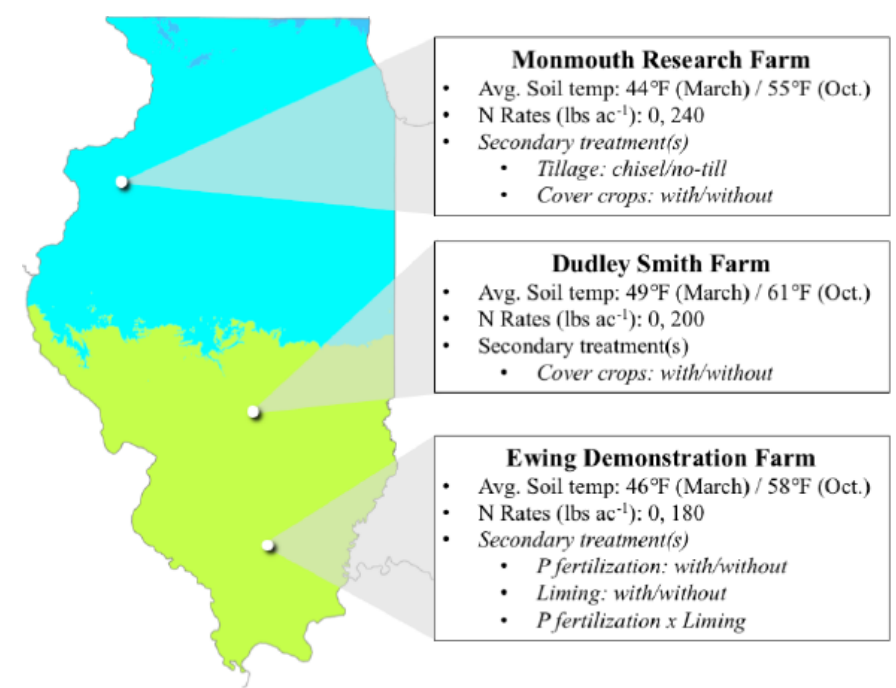 Monmouth Research Farm
• Avg. Soil temp: 44°F (March) / 55°F (Oct.)
• N Rates (lbs ac⁻¹): 0, 240
• Secondary treatment(s)
• Tillage: chisel/no-till
• Cover crops: with/without
Dudley Smith Farm
• Avg. Soil temp: 49°F (March) / 61°F (Oct.)
• N Rates (lbs ac⁻¹): 0, 200
• Secondary treatment(s)
• Cover crops: with/without
Ewing Demonstration Farm
• Avg. Soil temp: 46°F (March) / 58°F (Oct.)
• N Rates (lbs ac⁻¹): 0, 180
• Secondary treatment(s)
• P fertilization: with/without
• Liming: with/without
• P fertilization x Liming